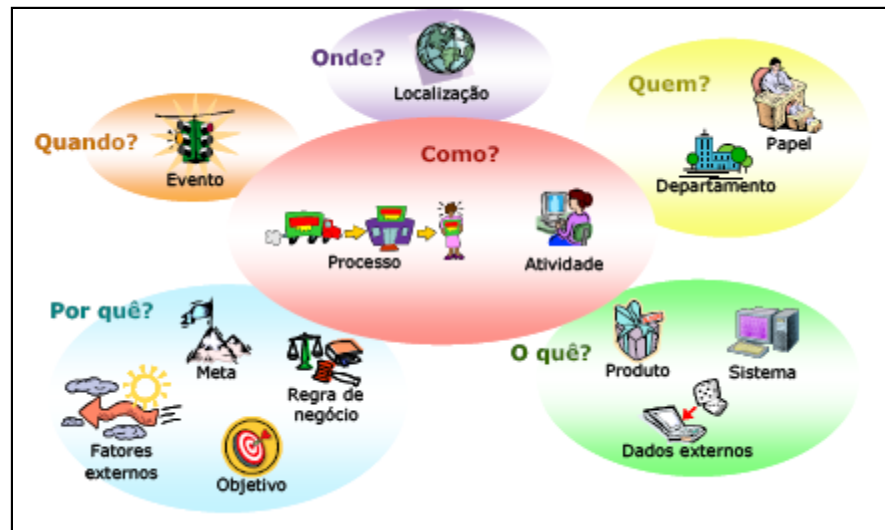 Onde?
Localização
Quem?
Papel
Departamento
Quando?
Evento
Como?
Processo
Atividade
Por quê?
Meta
Regra de
negócio
Fatores
externos
Objetivo
O quê?
Produto
Sistema
Dados externos